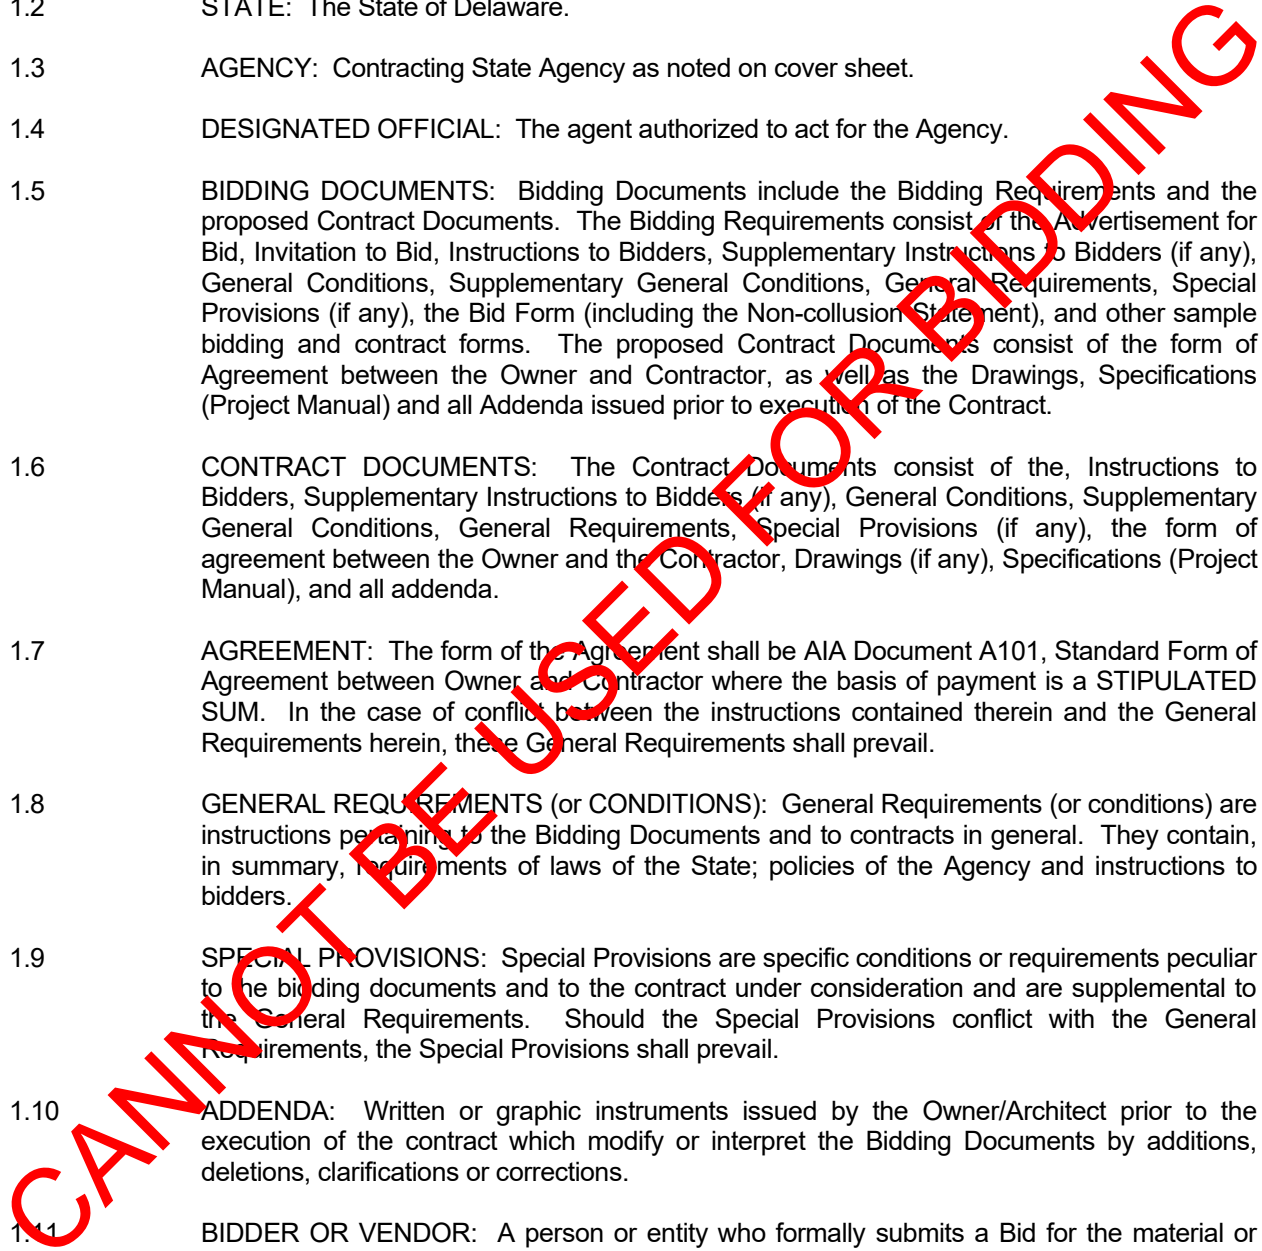 1.2 STATE: The State of Delaware.
1.3 AGENCY: Contracting State Agency as noted on cover sheet.
1.4 DESIGNATED OFFICIAL: The agent authorized to act for the Agency.
1.5 BIDDING DOCUMENTS: Bidding Documents include the Bidding Requirements and the
proposed Contract Documents. The Bidding Requirements consist of the Advertisement for
Bid, Invitation to Bid, Instructions to Bidders, Supplementary Instructions to Bidders (if any),
General Conditions, Supplementary General Conditions, General Requirements, Special
Provisions (if any), the Bid Form (including the Non-collusion Statement), and other sample
bidding and contract forms. The proposed Contract Documents consist of the form of
Agreement between the Owner and Contractor, as well as the Drawings, Specifications
(Project Manual) and all Addenda issued prior to execution of the Contract.
1.6 CONTRACT DOCUMENTS: The Contract Documents consist of the, Instructions to
Bidders, Supplementary Instructions to Bidders (if any), General Conditions, Supplementary
General Conditions, General Requirements, Special Provisions (if any), the form of
agreement between the Owner and the Contractor, Drawings (if any), Specifications (Project
Manual), and all addenda.
1.7 AGREEMENT: The form of the Agreement shall be AIA Document A101, Standard Form of
Agreement between Owner and Contractor where the basis of payment is a STIPULATED
SUM. In the case of conflict between the instructions contained therein and the General
Requirements herein, these General Requirements shall prevail.
1.8 GENERAL REQUIREMENTS (or CONDITIONS): General Requirements (or conditions) are
instructions pertaining to the Bidding Documents and to contracts in general. They contain,
in summary, requirements of laws of the State; policies of the Agency and instructions to
bidders.
1.9 SPECIAL PROVISIONS: Special Provisions are specific conditions or requirements peculiar
to the bidding documents and to the contract under consideration and are supplemental to
the General Requirements. Should the Special Provisions conflict with the General
Requirements, the Special Provisions shall prevail.
1.10 ADDENDA: Written or graphic instruments issued by the Owner/Architect prior to the
execution of the contract which modify or interpret the Bidding Documents by additions,
deletions, clarifications or corrections.
1.11 BIDDER OR VENDOR: A person or entity who formally submits a Bid for the material or
CANNOT BE USED FOR BIDDING